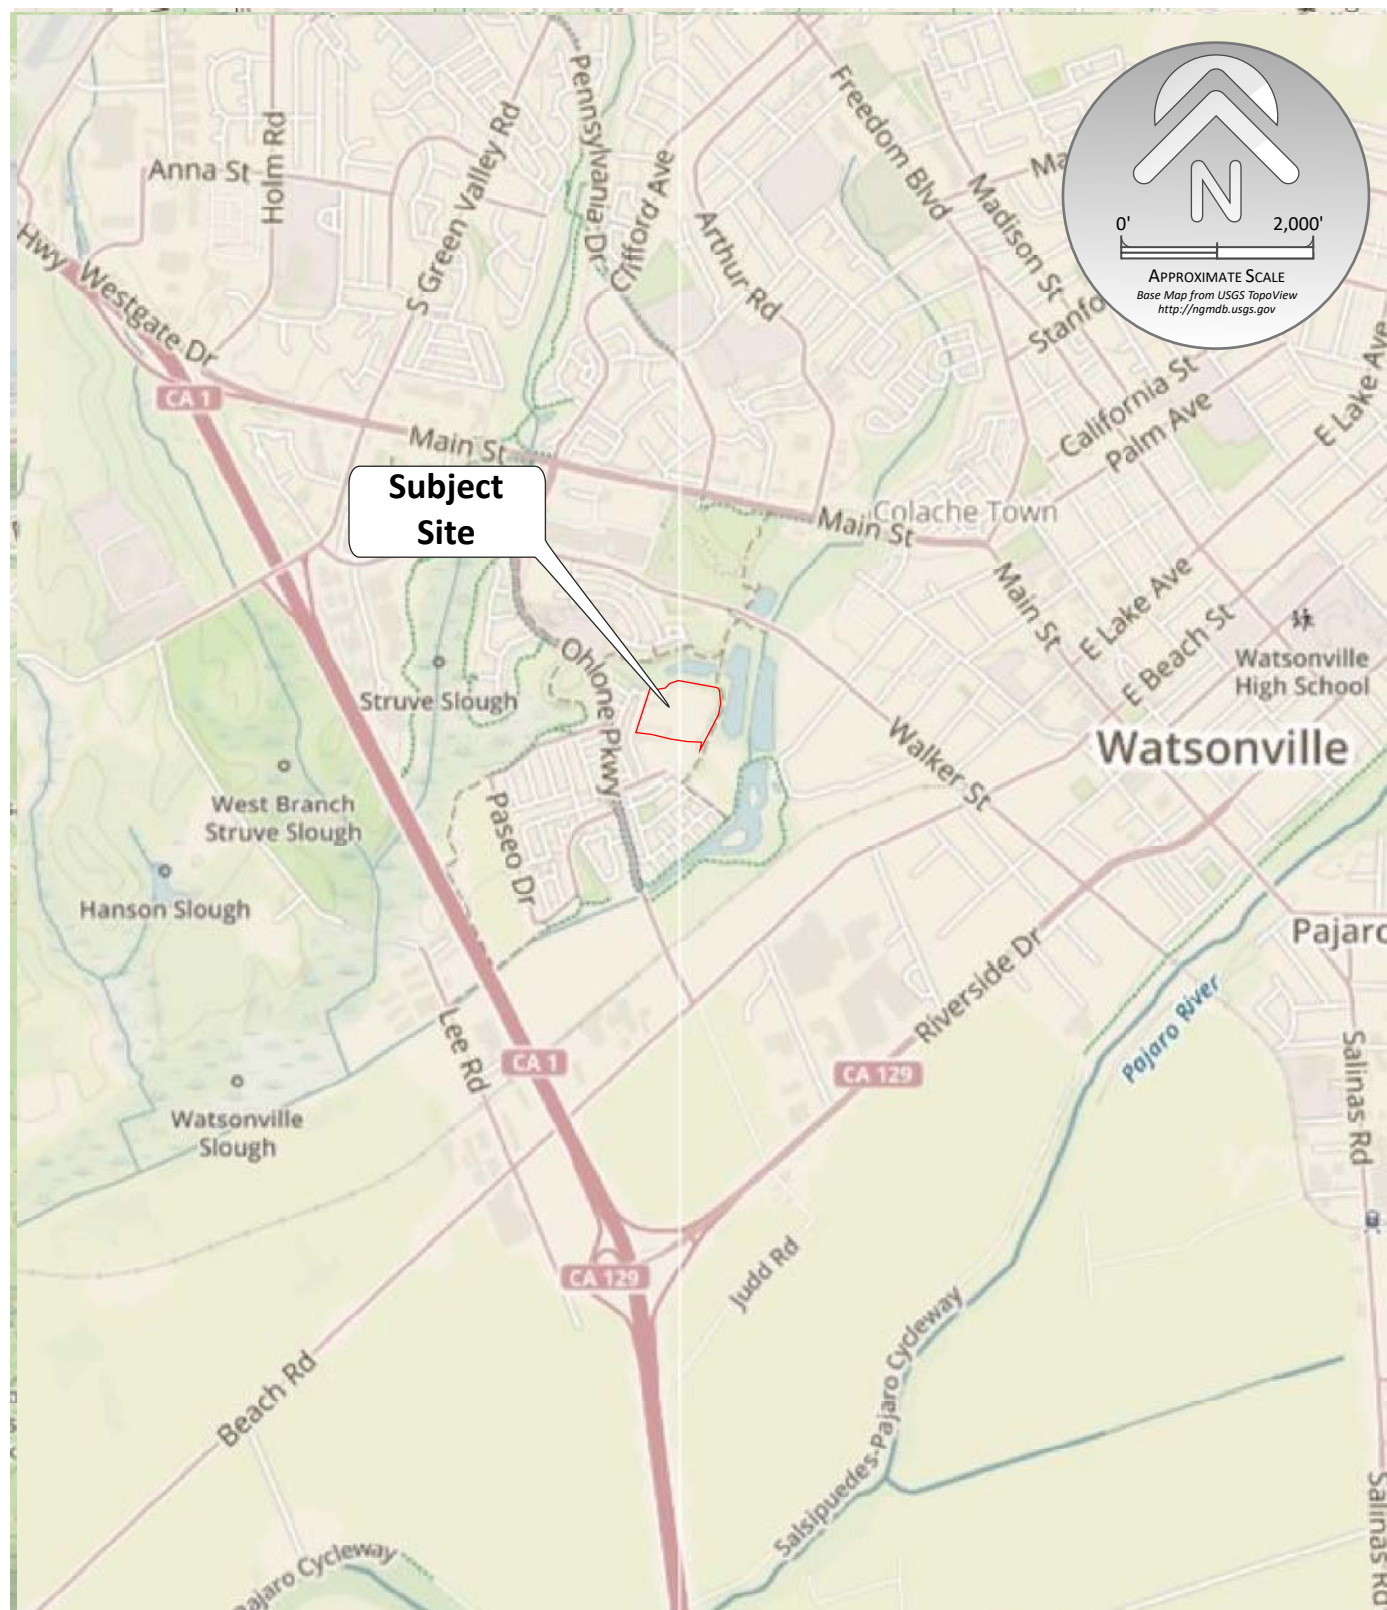 Pennsylvania Dr
Freedom Blvd
Holm Rd
Anna St
S Green Valley Rd
Clifford Ave
Arthur Rd
Madison St
Hwy
Westgate Dr
N
0' 2,000'
APPROXIMATE SCALE
Base Map from USGS TopoView
http://ngmdb.usgs.gov
E Lake Ave
California St
Palm Ave
CA 1
Main St
Subject
Site
Colache Town
Main St
Main St
E Lake Ave
E Beach St
Watsonville
High School
Ohlone Pkwy
Struve Slough
Walker St
Watsonville
West Branch
Struve Slough
Paseo Dr
Hanson Slough
Riverside Dr
Pajaro River
Lee Rd
CA 1
CA 129
Salinas Rd
Watsonville
Slough
Judd Rd
CA 129
Beach Rd
Salsipuedes-Pajaro Cycleway
Salinas Rd
Pajaro Cycleway